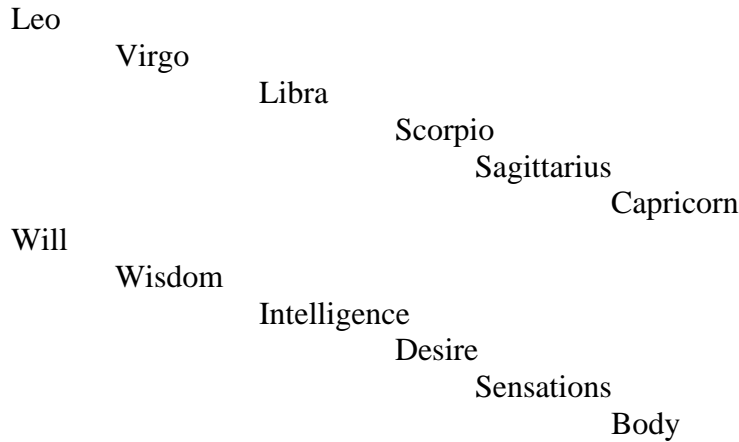 Leo
Virgo
Libra
Scorpio
Sagittarius
Capricorn
Will
Wisdom
Intelligence
Desire
Sensations
Body